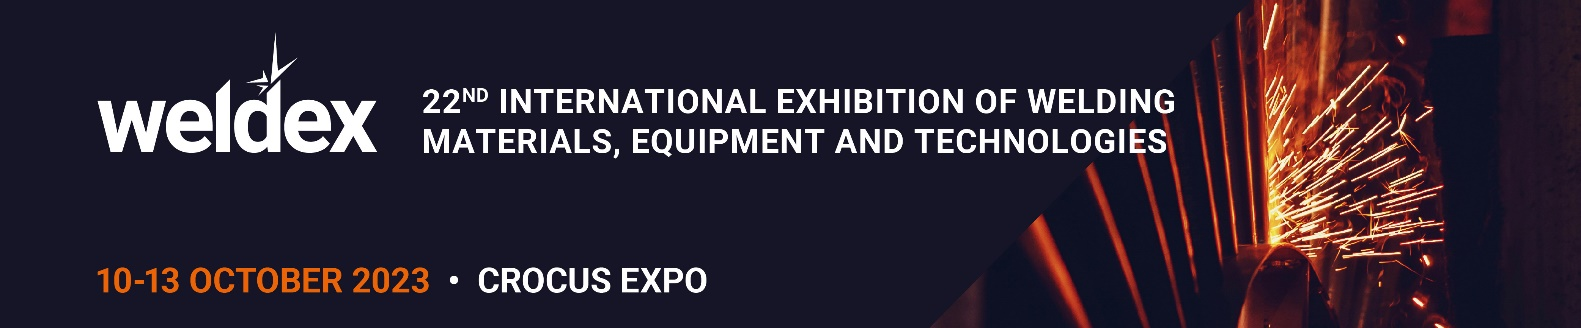 weldex
22ND INTERNATIONAL EXHIBITION OF WELDING
MATERIALS, EQUIPMENT AND TECHNOLOGIES
10-13 OCTOBER 2023 • CROCUS EXPO